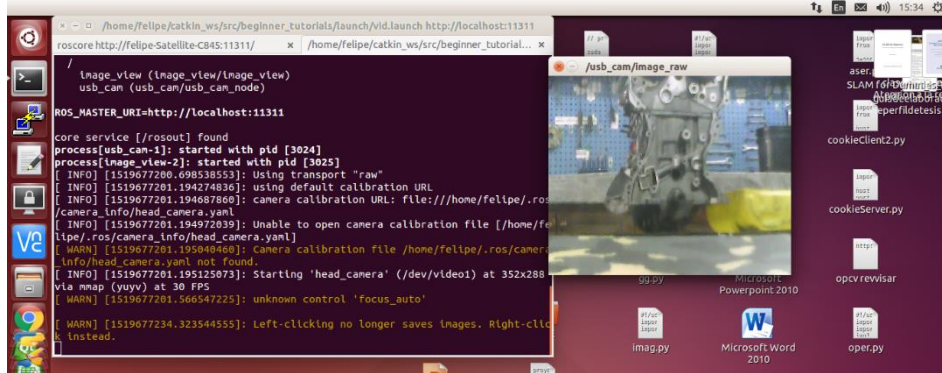 En 15:34
/home/felipe/catkin_ws/src/beginner_tutorials/launch/vid.launch http://localhost:11311
roscore http://felipe-Satellite-C845:11311/ × /home/felipe/catkin_ws/src/beginner_tutorial... ×
/
image_view (image_view/image_view)
usb_cam (usb_cam/usb_cam_node)
ROS_MASTER_URI=http://localhost:11311
core service [/rosout] found
process[usb_cam-1]: started with pid [3024]
process[image_view-2]: started with pid [3025]
[ INFO] [1519677200.698538553]: Using transport "raw"
[ INFO] [1519677201.194274836]: using default calibration URL
[ INFO] [1519677201.194687860]: camera calibration URL: file:///home/felipe/.ros
/camera_info/head_camera.yaml
[ INFO] [1519677201.194972039]: Unable to open camera calibration file [/home/fe
lipe/.ros/camera_info/head_camera.yaml]
[ WARN] [1519677201.195040460]: Camera calibration file /home/felipe/.ros/camera
_info/head_camera.yaml not found.
[ INFO] [1519677201.195125073]: Starting 'head_camera' (/dev/video1) at 352x288
via mmap (yuyv) at 30 FPS
[ WARN] [1519677201.566547225]: unknown control 'focus_auto'
[ WARN] [1519677234.323544555]: Left-clicking no longer saves images. Right-clic
k instead.
/usb_cam/image_raw
SLAM for
cookieClient2.py
cookieServer.py
gg.py
Microsoft
Powerpoint 2010
opcv revvisar
imag.py
Microsoft Word
2010
oper.py